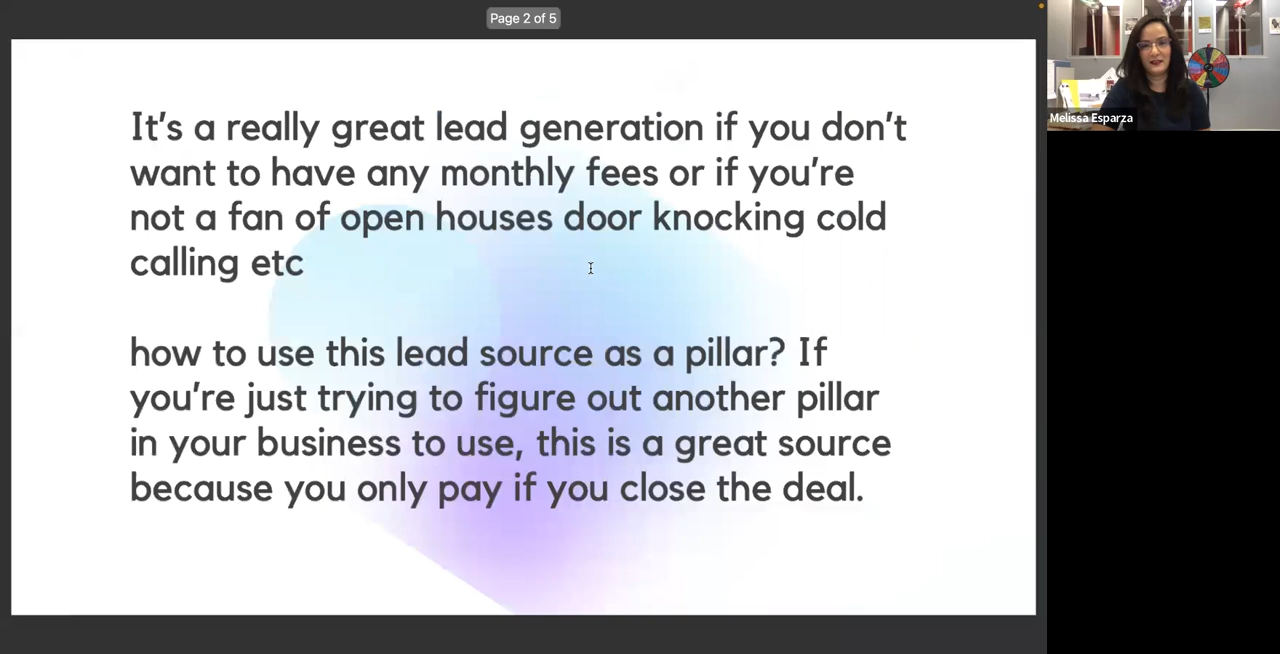 Page 2 of 5
It's a really great lead generation if you don't
want to have any monthly fees or if you're
not a fan of open houses door knocking cold
calling etc
how to use this lead source as a pillar? If
you're just trying to figure out another pillar
in your business to use, this is a great source
because you only pay if you close the deal.
Melissa Esparza